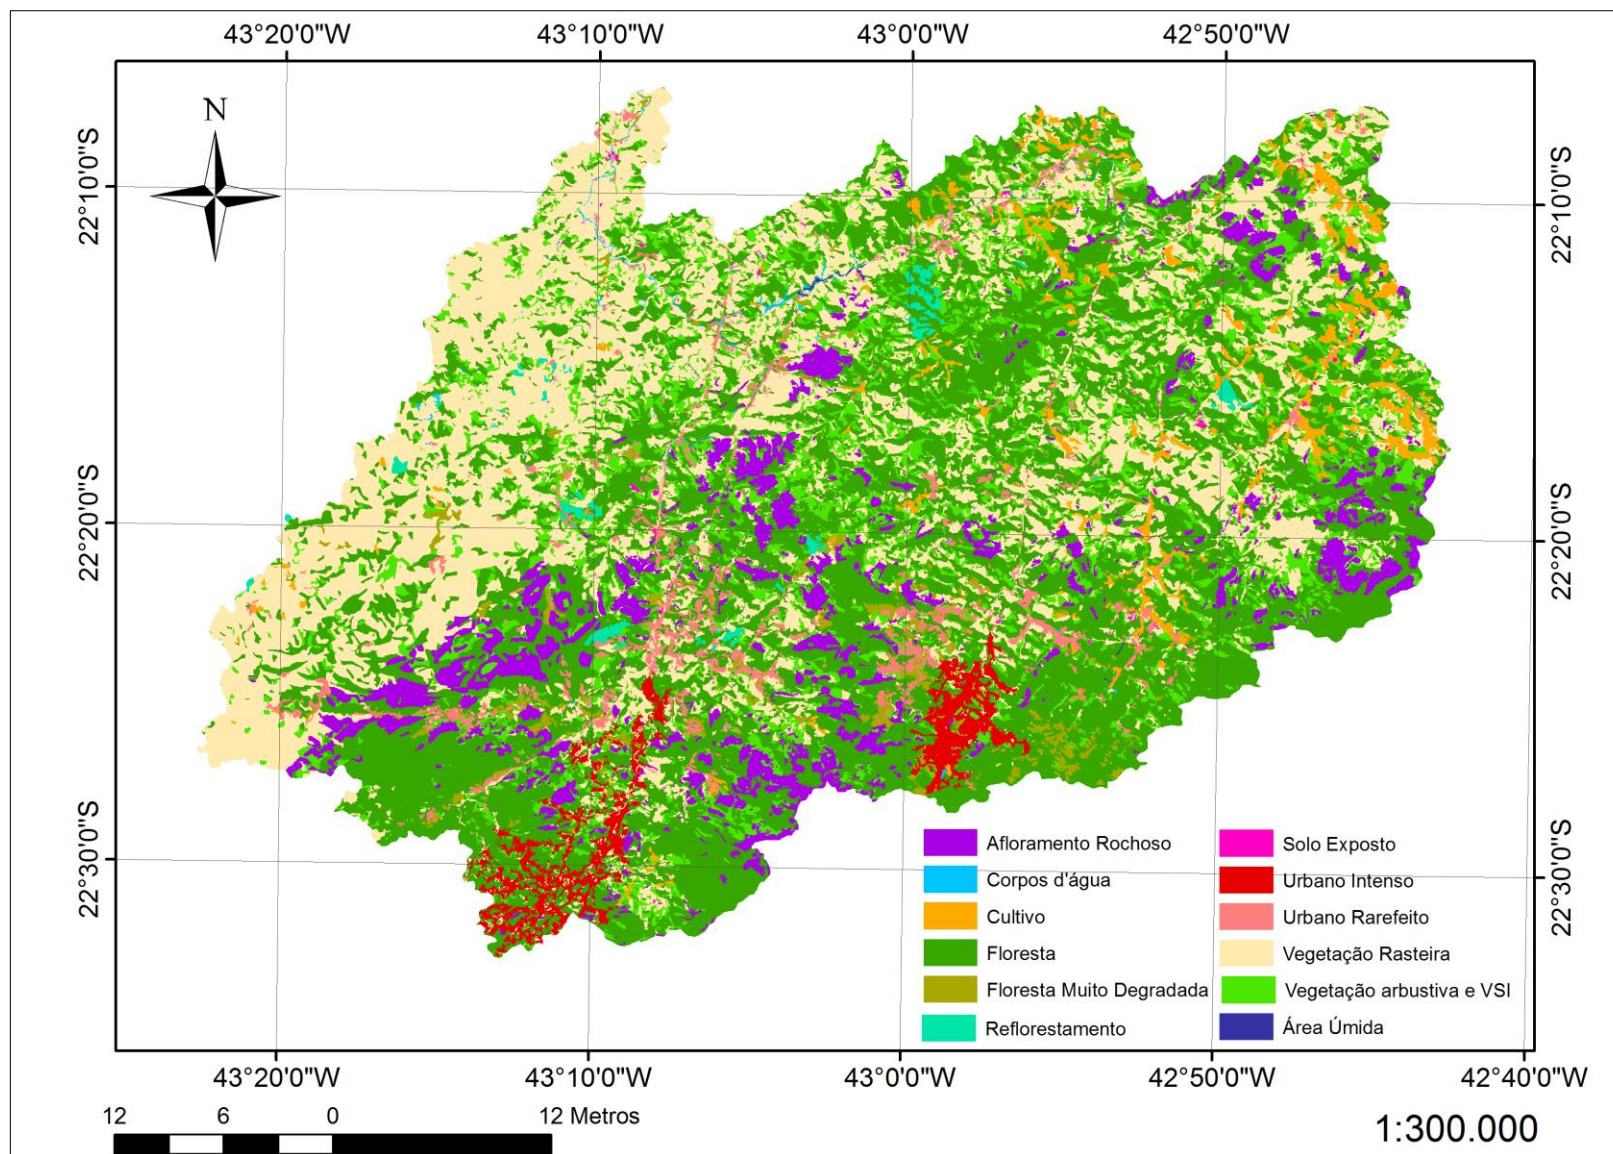 43°20'0"W 43°10'0"W 43°0'0"W 42°50'0"W
N
22°10'0"S
22°10'0"S
22°20'0"S
22°20'0"S
22°30'0"S
22°30'0"S
Afloramento Rochoso
Corpos d'água
Cultivo
Floresta
Floresta Muito Degradada
Reflorestamento
Solo Exposto
Urbano Intenso
Urbano Rarefeito
Vegetação Rasteira
Vegetação arbustiva e VSI
Área Úmida
43°20'0"W 43°10'0"W 43°0'0"W 42°50'0"W 42°40'0"W
12 6 0 12 Metros
1:300.000